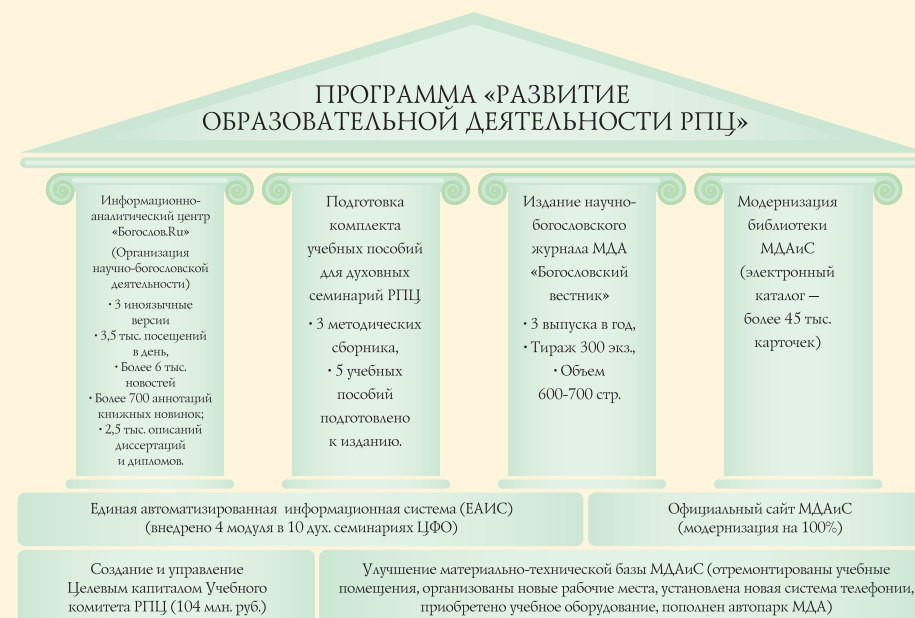 ПРОГРАММА «РАЗВИТИЕ
ОБРАЗОВАТЕЛЬНОЙ ДЕЯТЕЛЬНОСТИ РПЦ»
Информационно-
аналитический центр
«Богослов.Ru»
(Организация
научно-богословской
деятельности)
• 3 иноязычные
версии
• 3,5 тыс. посещений
в день,
• Более 6 тыс.
новостей
• Более 700 аннотаций
книжных новинок;
• 2,5 тыс. описаний
диссертаций
и дипломов.
Подготовка
комплекта
учебных пособий
для духовных
семинарий РПЦ
• 3 методических
сборника,
• 5 учебных
пособий
подготовлено
к изданию.
Издание научно-
богословского
журнала МДА
«Богословский
вестник»
• 3 выпуска в год,
• Тираж 300 экз.,
• Объем
600-700 стр.
Модернизация
библиотеки
МДАиС
(электронный
каталог –
более 45 тыс.
карточек)
Единая автоматизированная информационная система (ЕАИС)
(внедрено 4 модуля в 10 дух. семинариях ЦФО)
Официальный сайт МДАиС
(модернизация на 100%)
Создание и управление
Целевым капиталом Учебного
комитета РПЦ (104 млн. руб.)
Улучшение материально-технической базы МДАиС (отремонтированы учебные
помещения, организованы новые рабочие места, установлена новая система телефонии,
приобретено учебное оборудование, пополнен автопарк МДА)